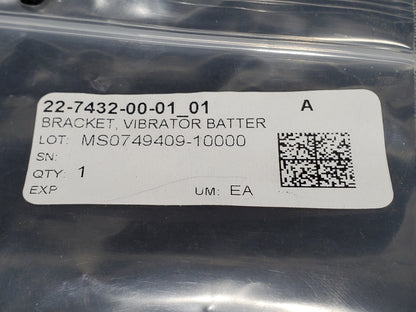 22-7432-00-01_01 A
BRACKET, VIBRATOR BATTER
LOT: MS0749409-10000
SN:
QTY: 1
EXP UM: EA